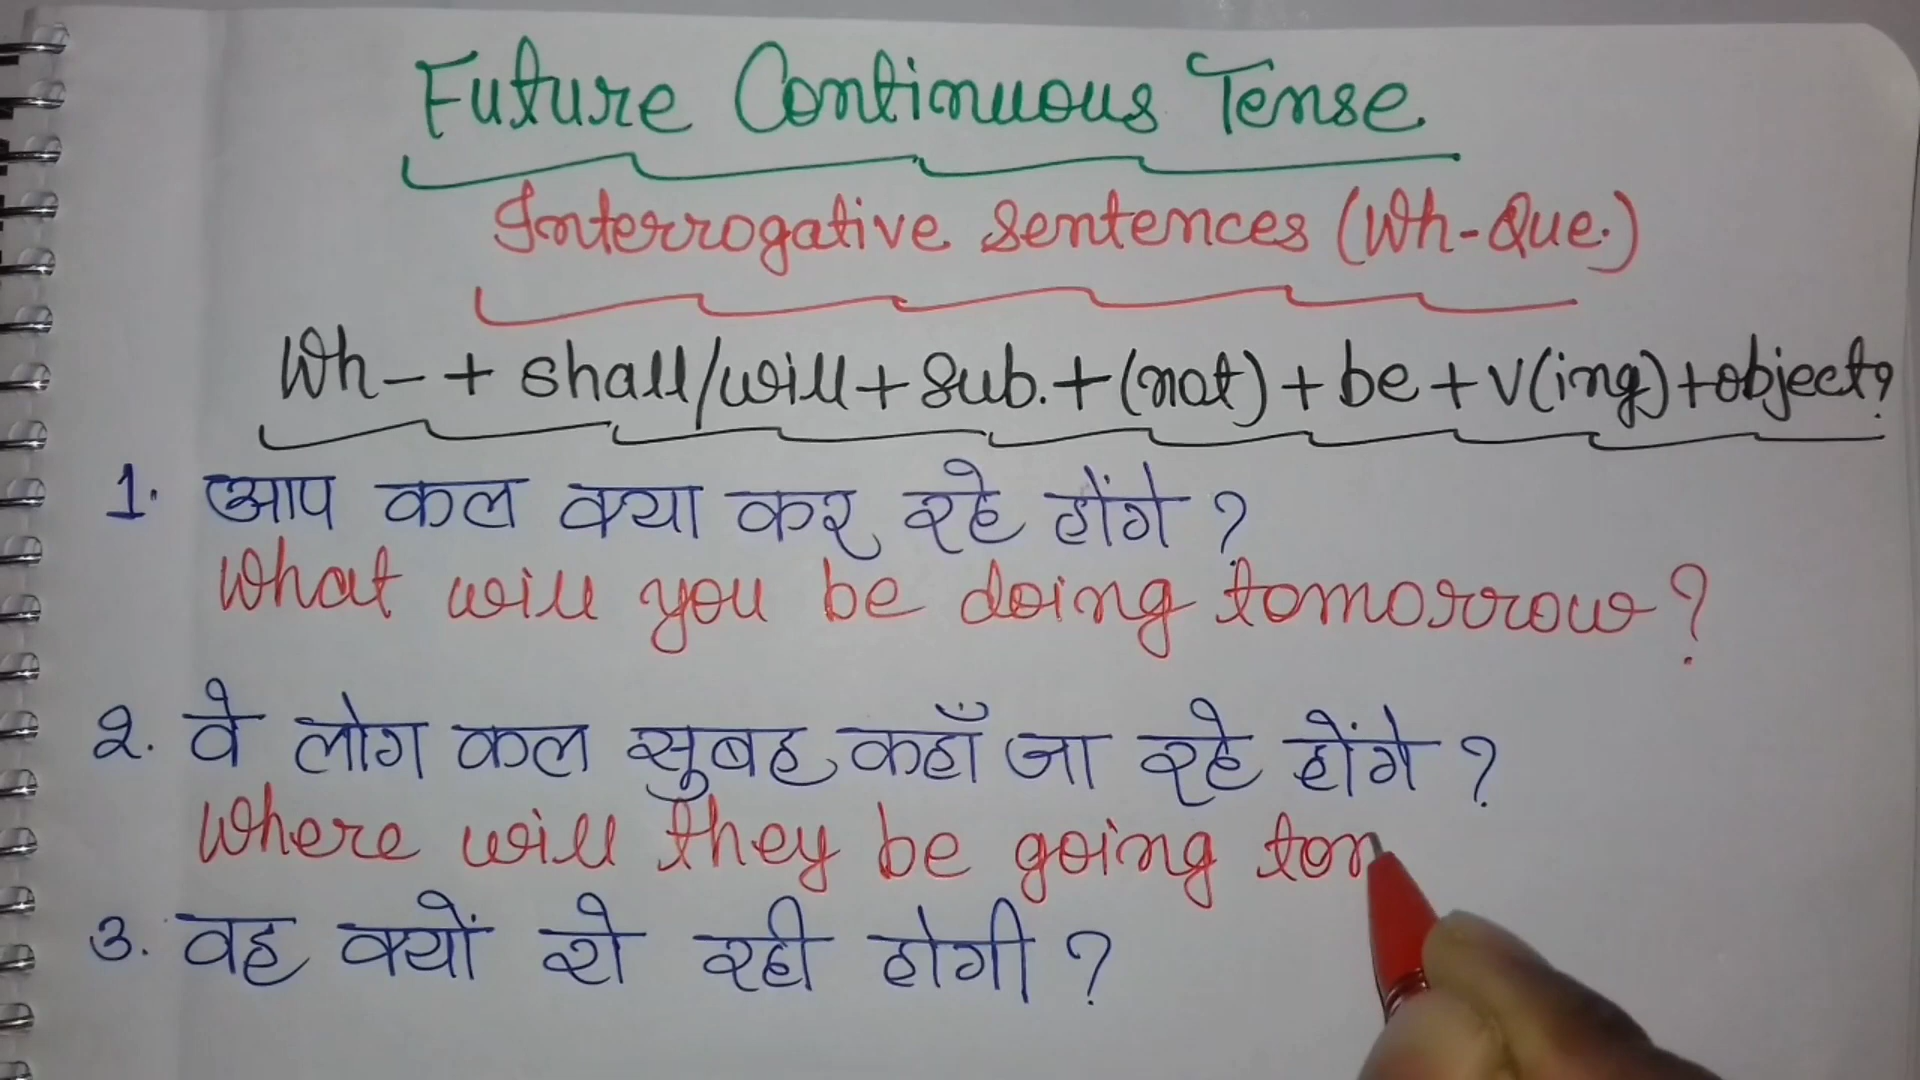 Future Continuous Tense
Interrogative Sentences (Wh-Que.)
Wh- + shall/will + Sub. + (not) + be + V(ing) + object?
1. आप कल क्या कर रहे होंगे ?
What will you be doing tomorrow ?
2. वे लोग कल सुबह कहाँ जा रहे होंगे ?
Where will they be going tom
3. वह क्यों रो रही होगी ?